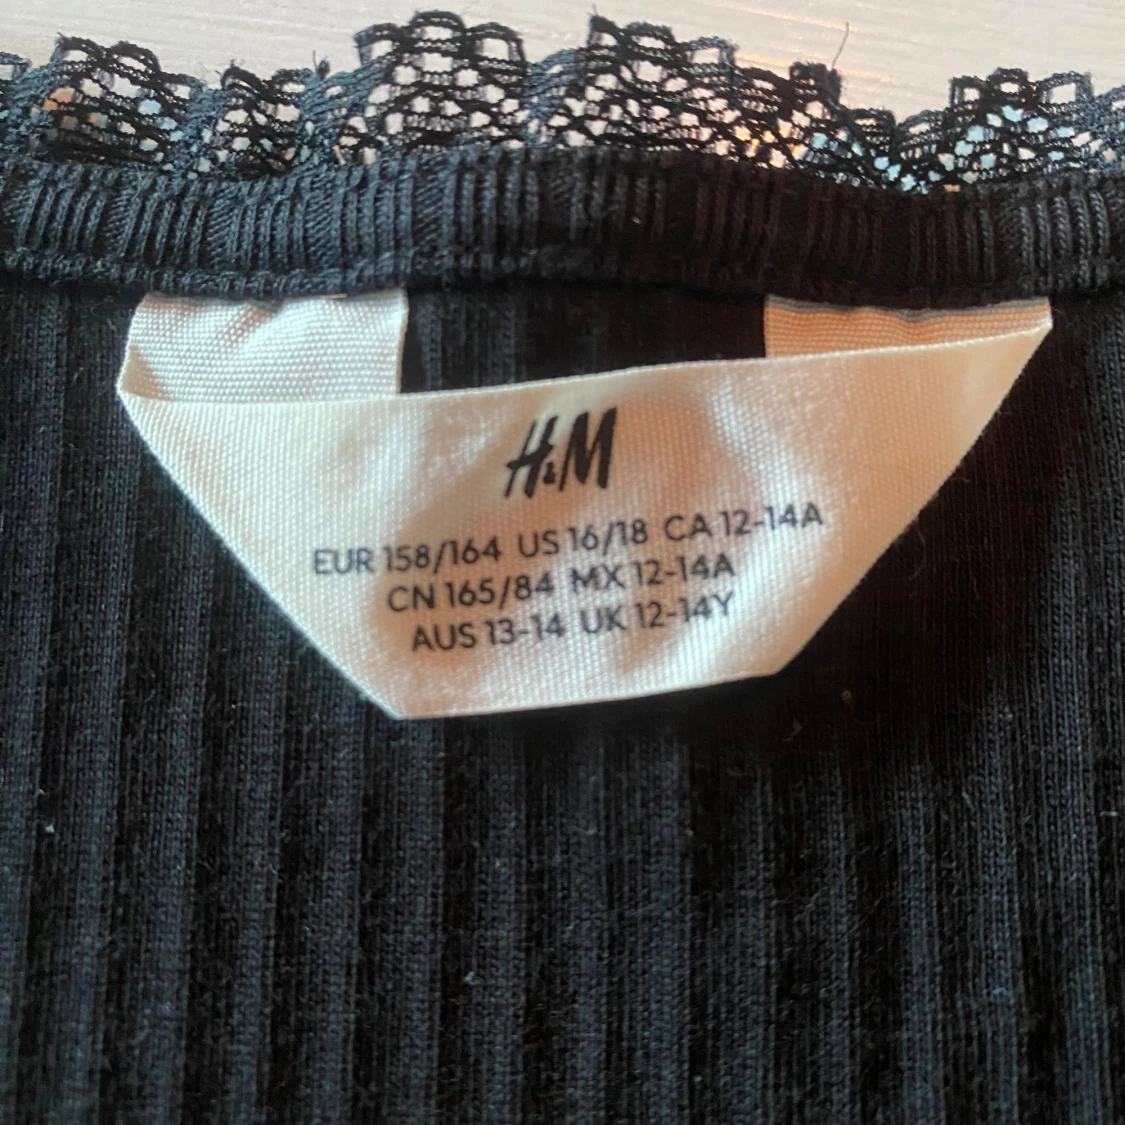 H&M
EUR 158/164 US 16/18 CA 12-14A
CN 165/84 MX 12-14A
AUS 13-14 UK 12-14Y